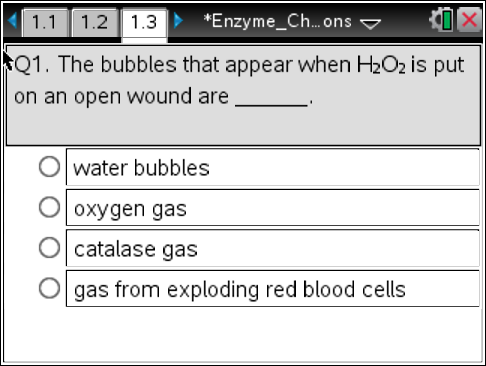 1.1 1.2 1.3 *Enzyme_Ch...ons
Q1. The bubbles that appear when H₂O₂ is put
on an open wound are ______.
water bubbles
oxygen gas
catalase gas
gas from exploding red blood cells